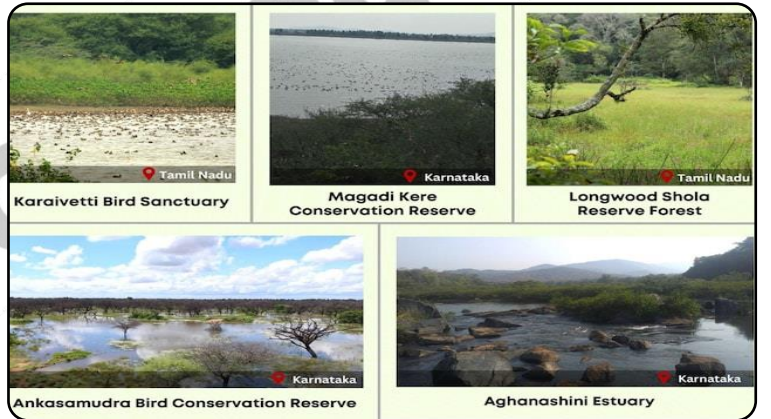 Tamil Nadu
Karnataka
Tamil Nadu
Karaivetti Bird Sanctuary
Magadi Kere
Conservation Reserve
Longwood Shola
Reserve Forest
Karnataka
Karnataka
Ankasamudra Bird Conservation Reserve
Aghanashini Estuary